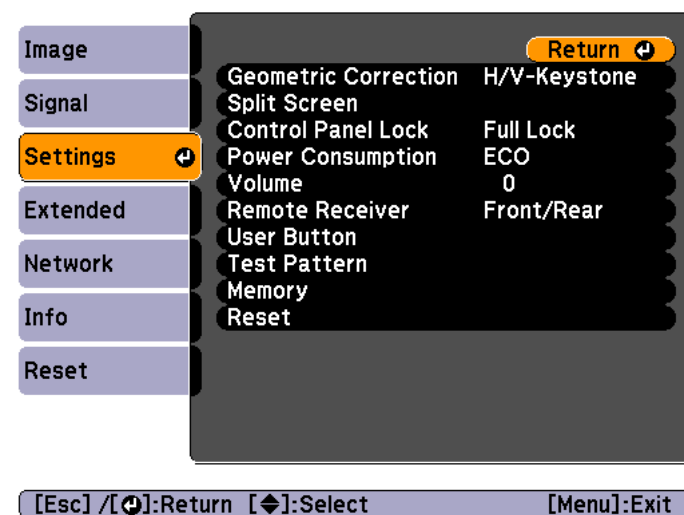 Image
Signal
Settings
Extended
Network
Info
Reset
Return
Geometric Correction H/V-Keystone
Split Screen
Control Panel Lock Full Lock
Power Consumption ECO
Volume 0
Remote Receiver Front/Rear
User Button
Test Pattern
Memory
Reset
[Esc] /[⏎]:Return [◆]:Select [Menu]:Exit